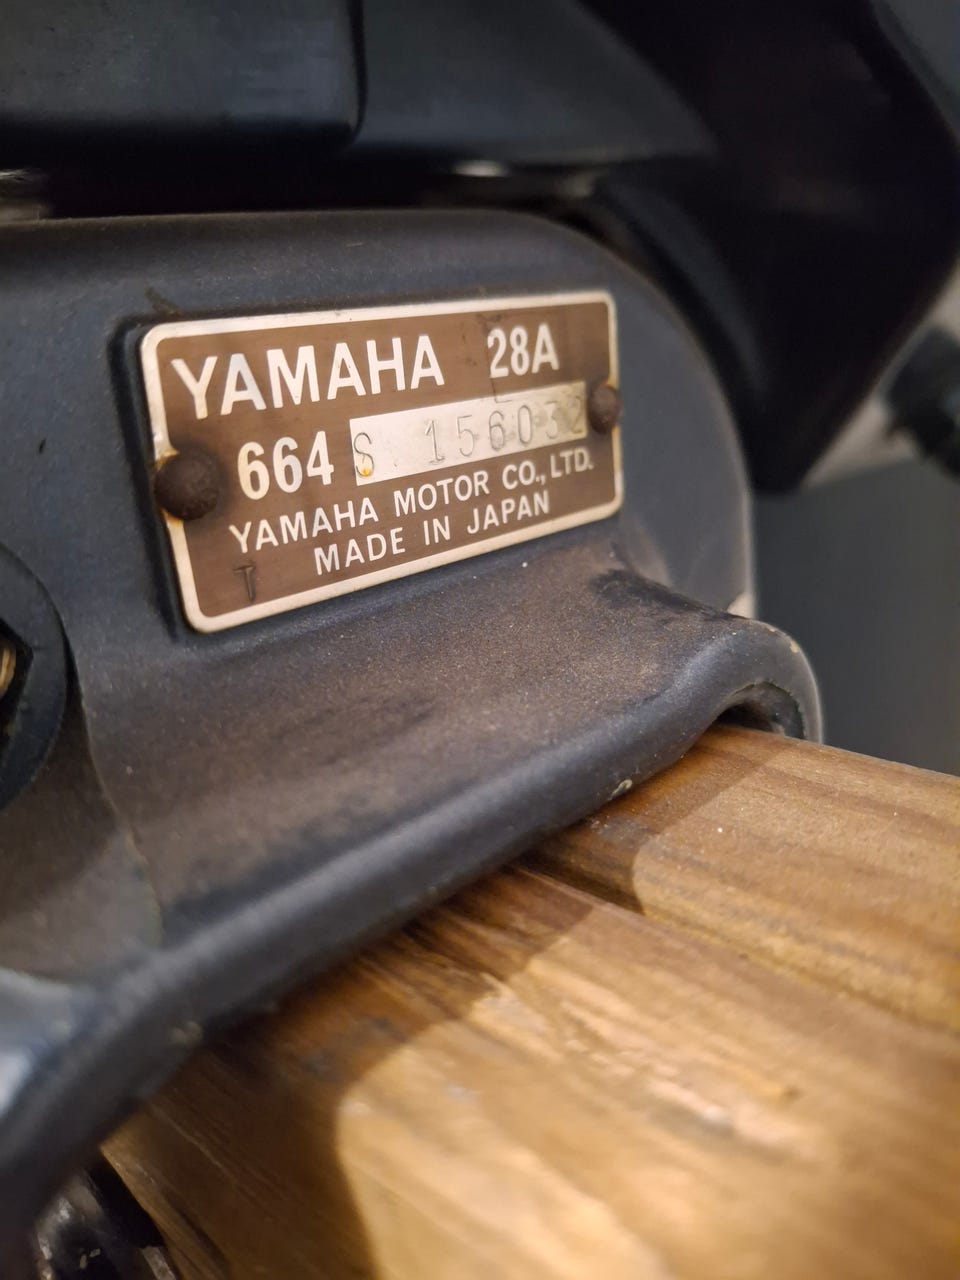 YAMAHA 28A
664 S 156032
YAMAHA MOTOR CO., LTD.
MADE IN JAPAN
T